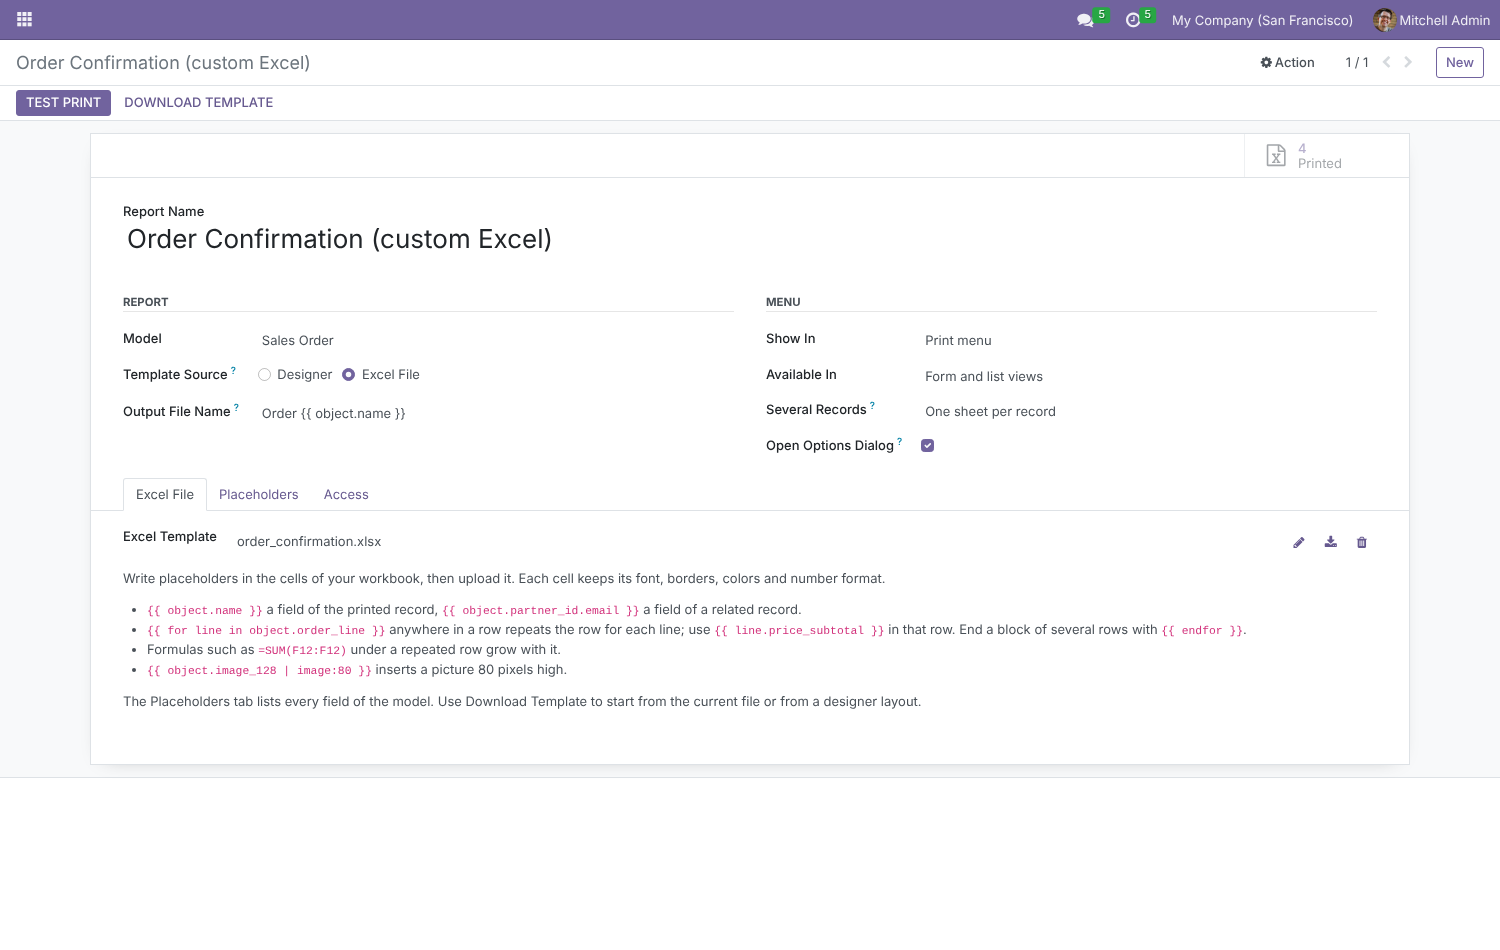 5
5
My Company (San Francisco)
Mitchell Admin
Order Confirmation (custom Excel)
Action
1 / 1
New
TEST PRINT
DOWNLOAD TEMPLATE
4
Printed
Report Name
Order Confirmation (custom Excel)
REPORT
Model
Sales Order
Template Source ?
Designer
Excel File
Output File Name ?
Order {{ object.name }}
MENU
Show In
Print menu
Available In
Form and list views
Several Records ?
One sheet per record
Open Options Dialog ?
Excel File
Placeholders
Access
Excel Template
order_confirmation.xlsx
Write placeholders in the cells of your workbook, then upload it. Each cell keeps its font, borders, colors and number format.
• {{ object.name }} a field of the printed record, {{ object.partner_id.email }} a field of a related record.
• {{ for line in object.order_line }} anywhere in a row repeats the row for each line; use {{ line.price_subtotal }} in that row. End a block of several rows with {{ endfor }}.
• Formulas such as =SUM(F12:F12) under a repeated row grow with it.
• {{ object.image_128 | image:80 }} inserts a picture 80 pixels high.
The Placeholders tab lists every field of the model. Use Download Template to start from the current file or from a designer layout.